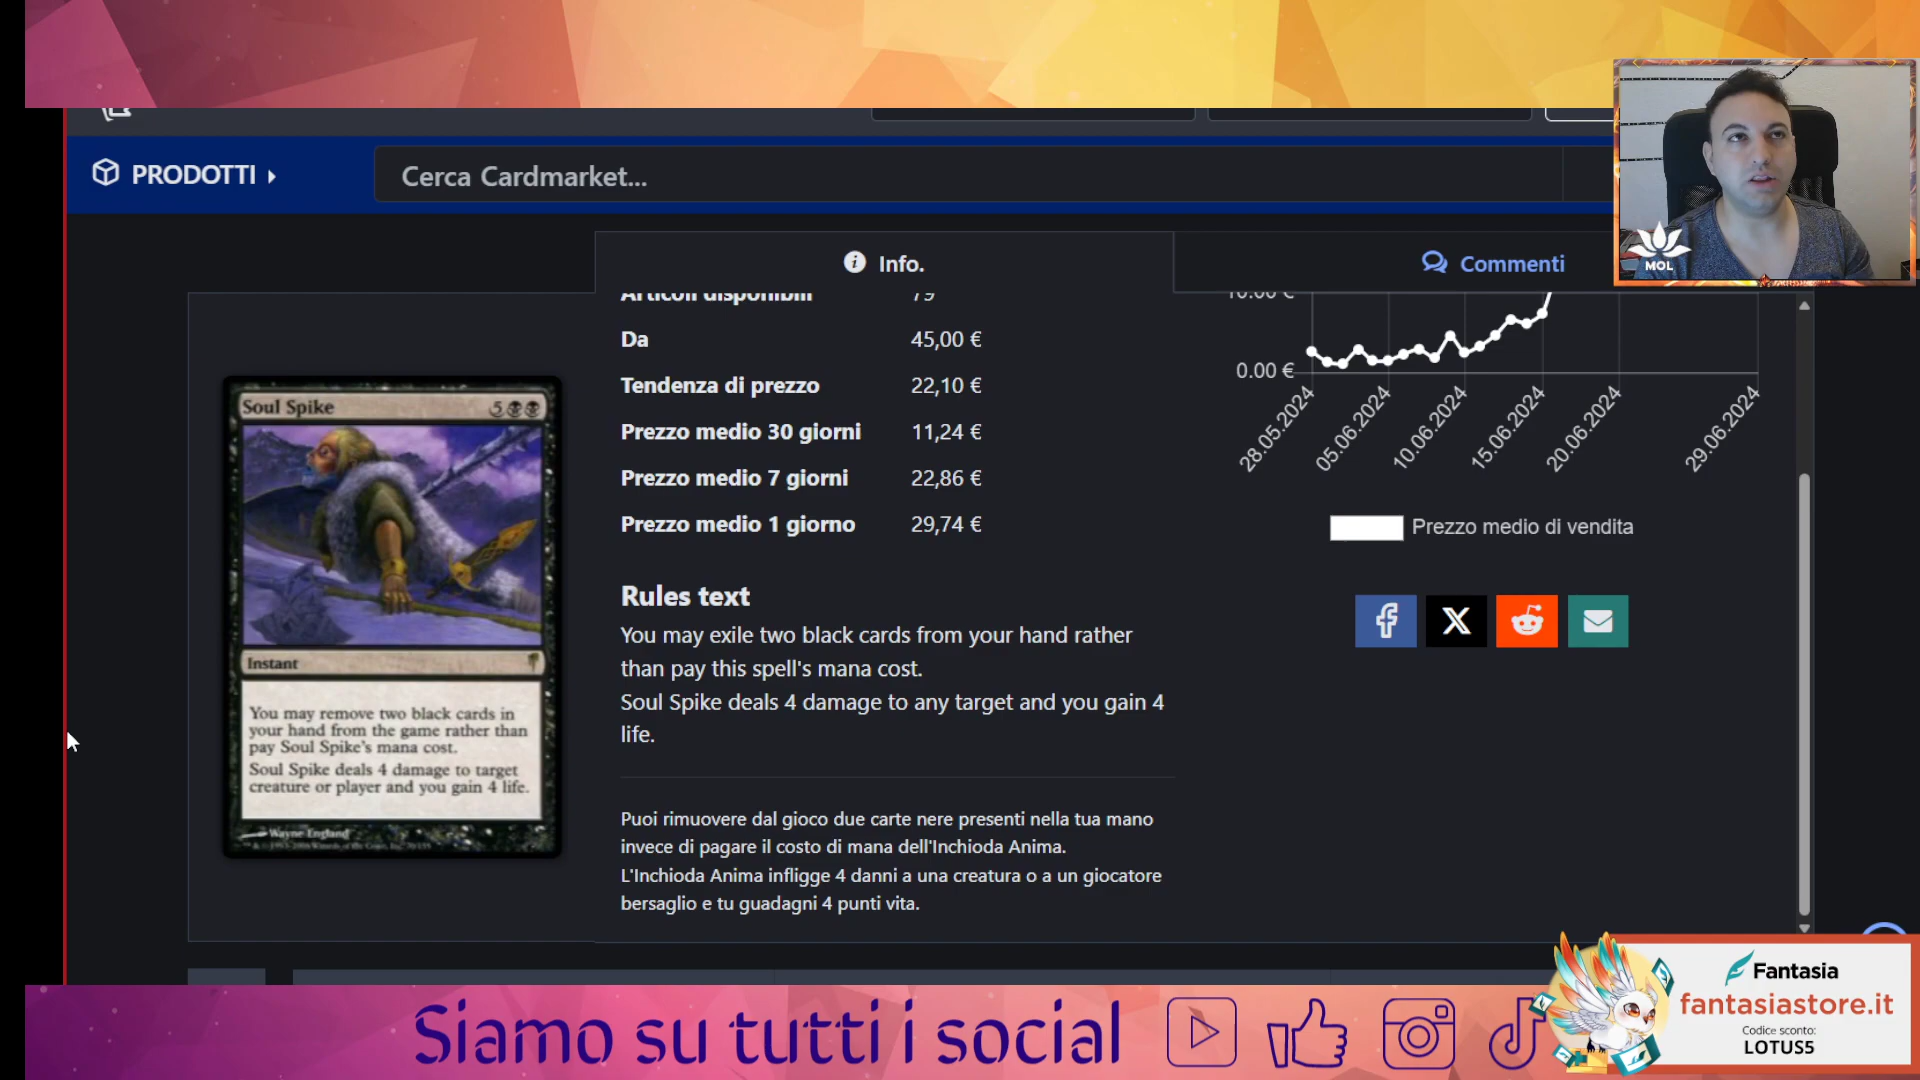 PRODOTTI
Cerca Cardmarket...
Info.
Commenti
MOL
Articoli disponibili 79
Da 45,00 €
Tendenza di prezzo 22,10 €
Prezzo medio 30 giorni 11,24 €
Prezzo medio 7 giorni 22,86 €
Prezzo medio 1 giorno 29,74 €
Rules text
You may exile two black cards from your hand rather
than pay this spell's mana cost.
Soul Spike deals 4 damage to any target and you gain 4
life.
Puoi rimuovere dal gioco due carte nere presenti nella tua mano
invece di pagare il costo di mana dell'Inchioda Anima.
L'Inchioda Anima infligge 4 danni a una creatura o a un giocatore
bersaglio e tu guadagni 4 punti vita.
Soul Spike 5
Instant
You may remove two black cards in
your hand from the game rather than
pay Soul Spike's mana cost.
Soul Spike deals 4 damage to target
creature or player and you gain 4 life.
Wayne England
10.00 €
0.00 €
28.05.2024
05.06.2024
10.06.2024
15.06.2024
20.06.2024
29.06.2024
Prezzo medio di vendita
Siamo su tutti i social
Fantasia
fantasiastore.it
Codice sconto:
LOTUS5